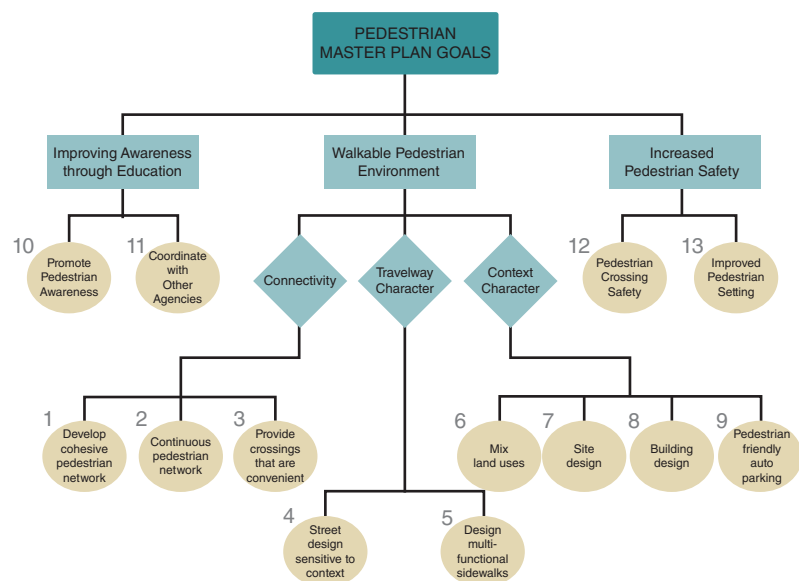 PEDESTRIAN
MASTER PLAN GOALS
Improving Awareness
through Education
Walkable Pedestrian
Environment
Increased
Pedestrian Safety
10
Promote
Pedestrian
Awareness
11
Coordinate
with
Other
Agencies
Connectivity
Travelway
Character
Context
Character
12
Pedestrian
Crossing
Safety
13
Improved
Pedestrian
Setting
1
Develop
cohesive
pedestrian
network
2
Continuous
pedestrian
network
3
Provide
crossings
that are
convenient
6
Mix
land uses
7
Site
design
8
Building
design
9
Pedestrian
friendly
auto
parking
4
Street
design
sensitive to
context
5
Design
multi-
functional
sidewalks